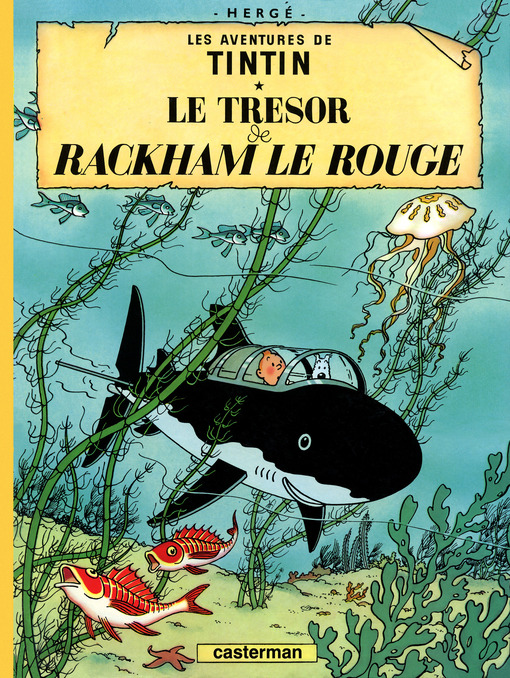 - HERGÉ -
LES AVENTURES DE
TINTIN
*
LE TRESOR
de
RACKHAM LE ROUGE
casterman